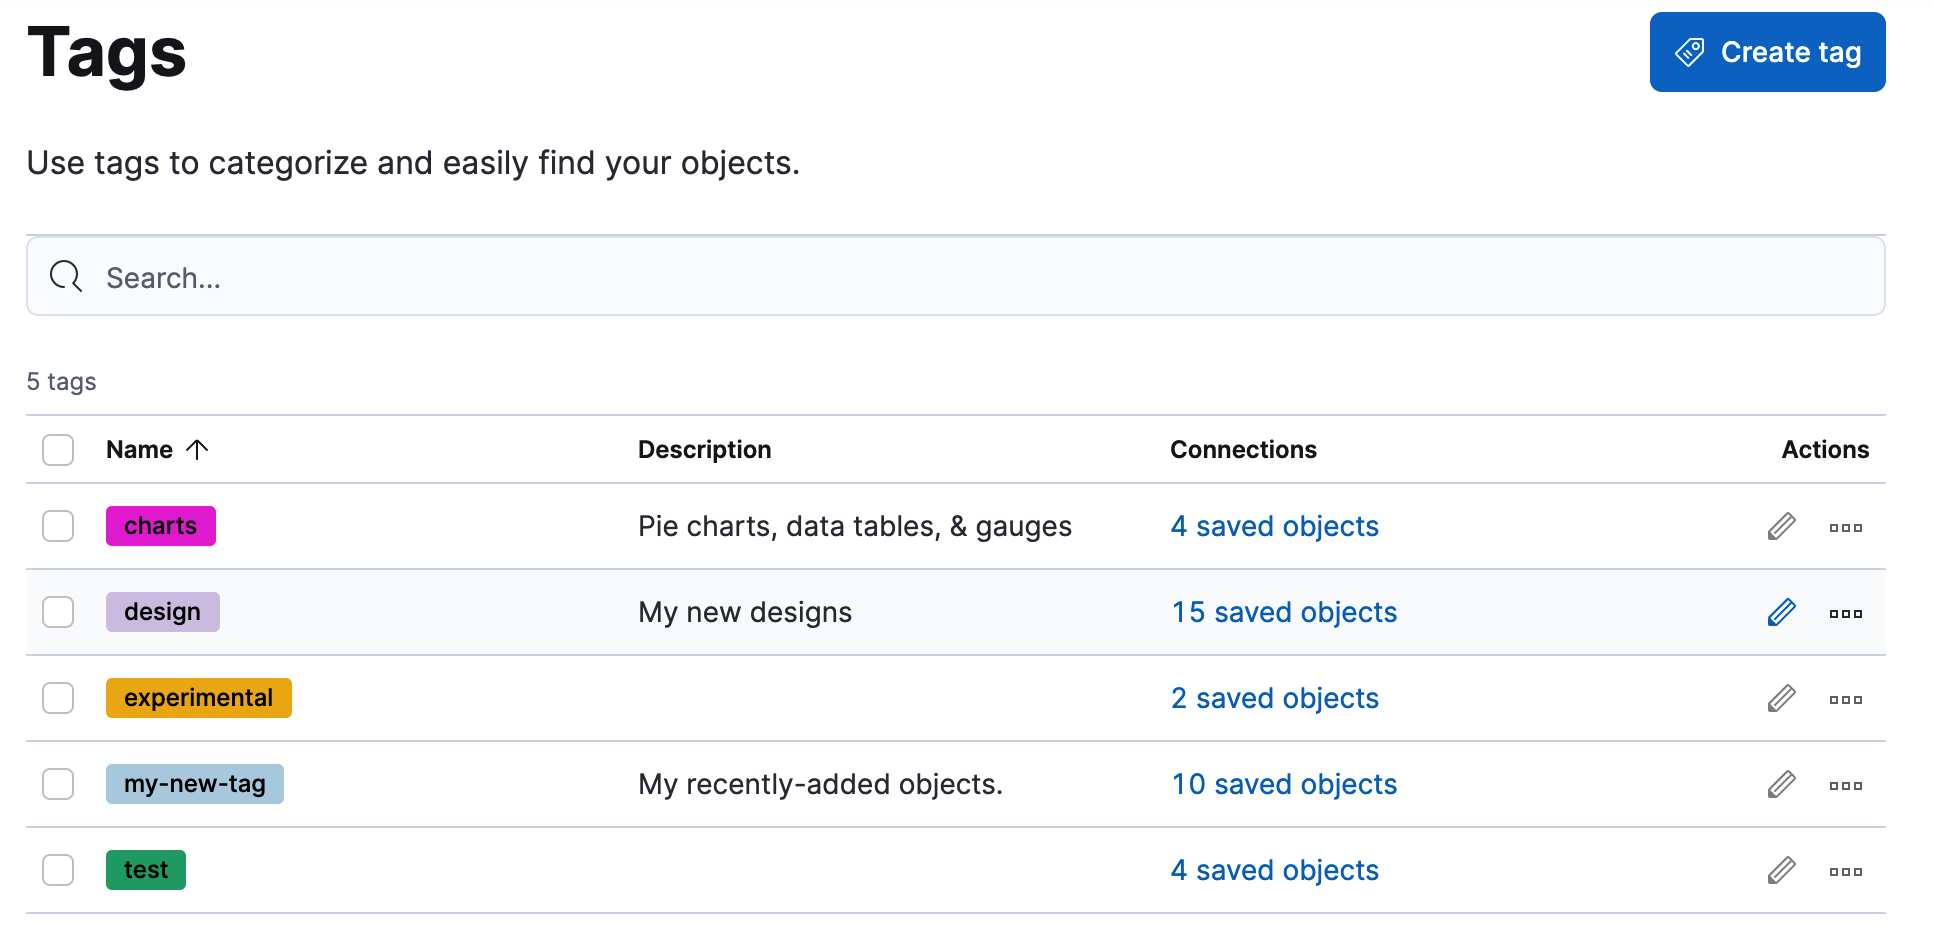 Tags
Create tag
Use tags to categorize and easily find your objects.
Search...
5 tags
Name Description Connections Actions
charts Pie charts, data tables, & gauges 4 saved objects
design My new designs 15 saved objects
experimental 2 saved objects
my-new-tag My recently-added objects. 10 saved objects
test 4 saved objects